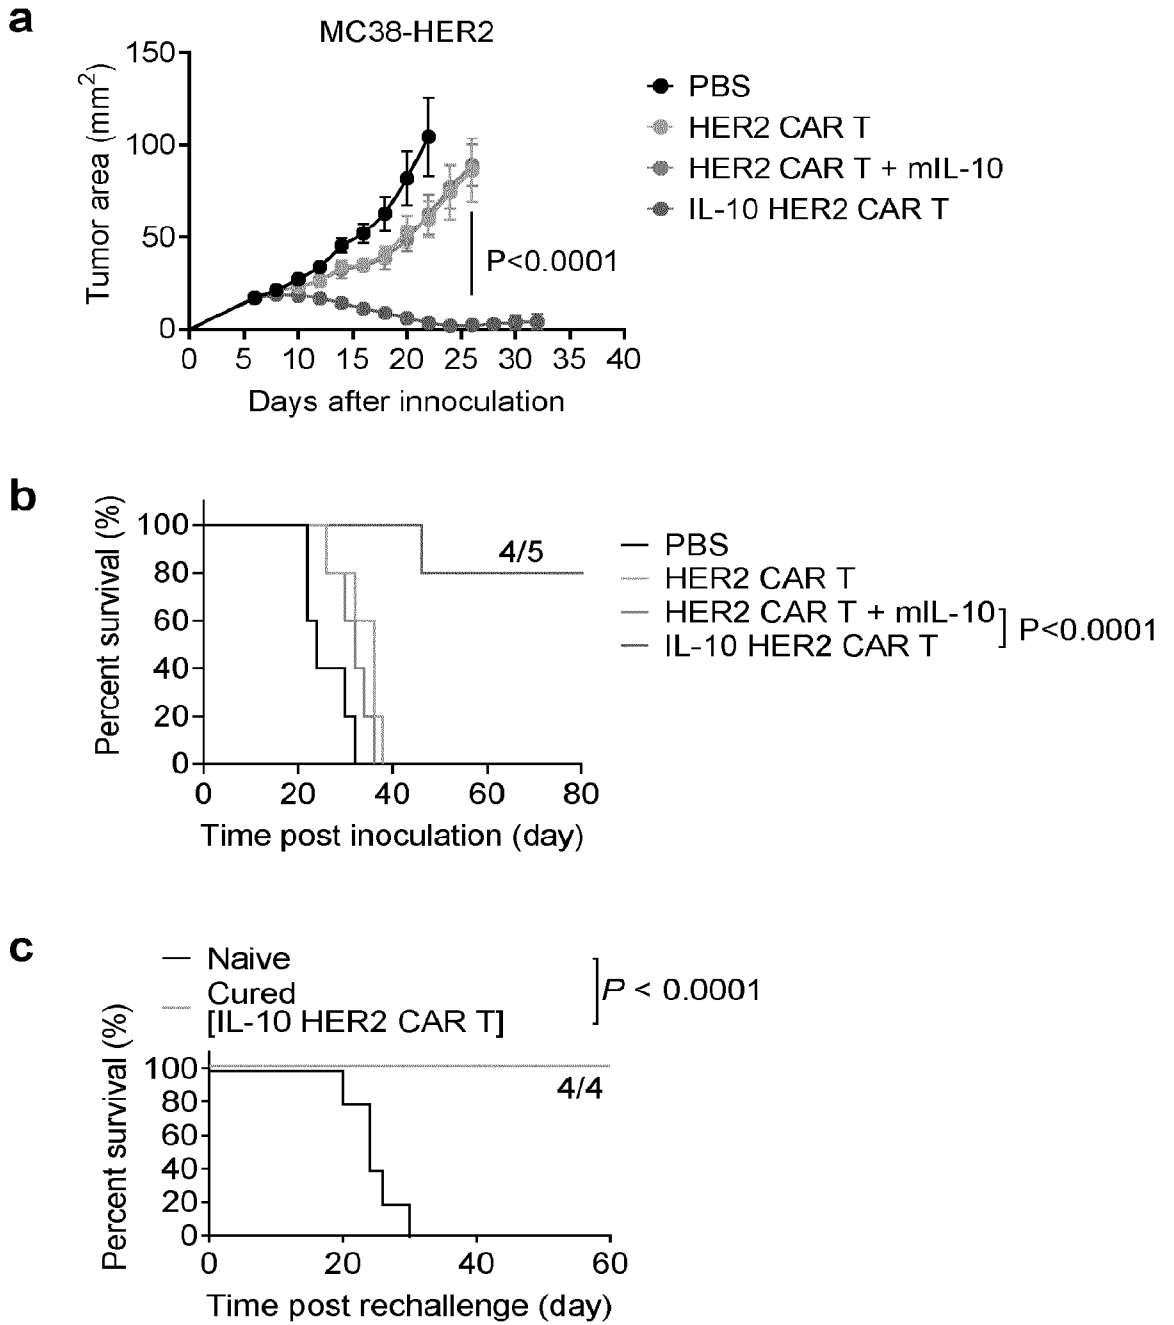 a
MC38-HER2
Tumor area (mm2)
150
100
50
0
0 5 10 15 20 25 30 35 40
Days after innoculation
P<0.0001
PBS
HER2 CAR T
HER2 CAR T + mIL-10
IL-10 HER2 CAR T
b
Percent survival (%)
100
80
60
40
20
0
0 20 40 60 80
Time post inoculation (day)
4/5
PBS
HER2 CAR T
HER2 CAR T + mIL-10
IL-10 HER2 CAR T
P<0.0001
c
Naive
Cured
[IL-10 HER2 CAR T]
P < 0.0001
Percent survival (%)
100
80
60
40
20
0
4/4
0 20 40 60
Time post rechallenge (day)